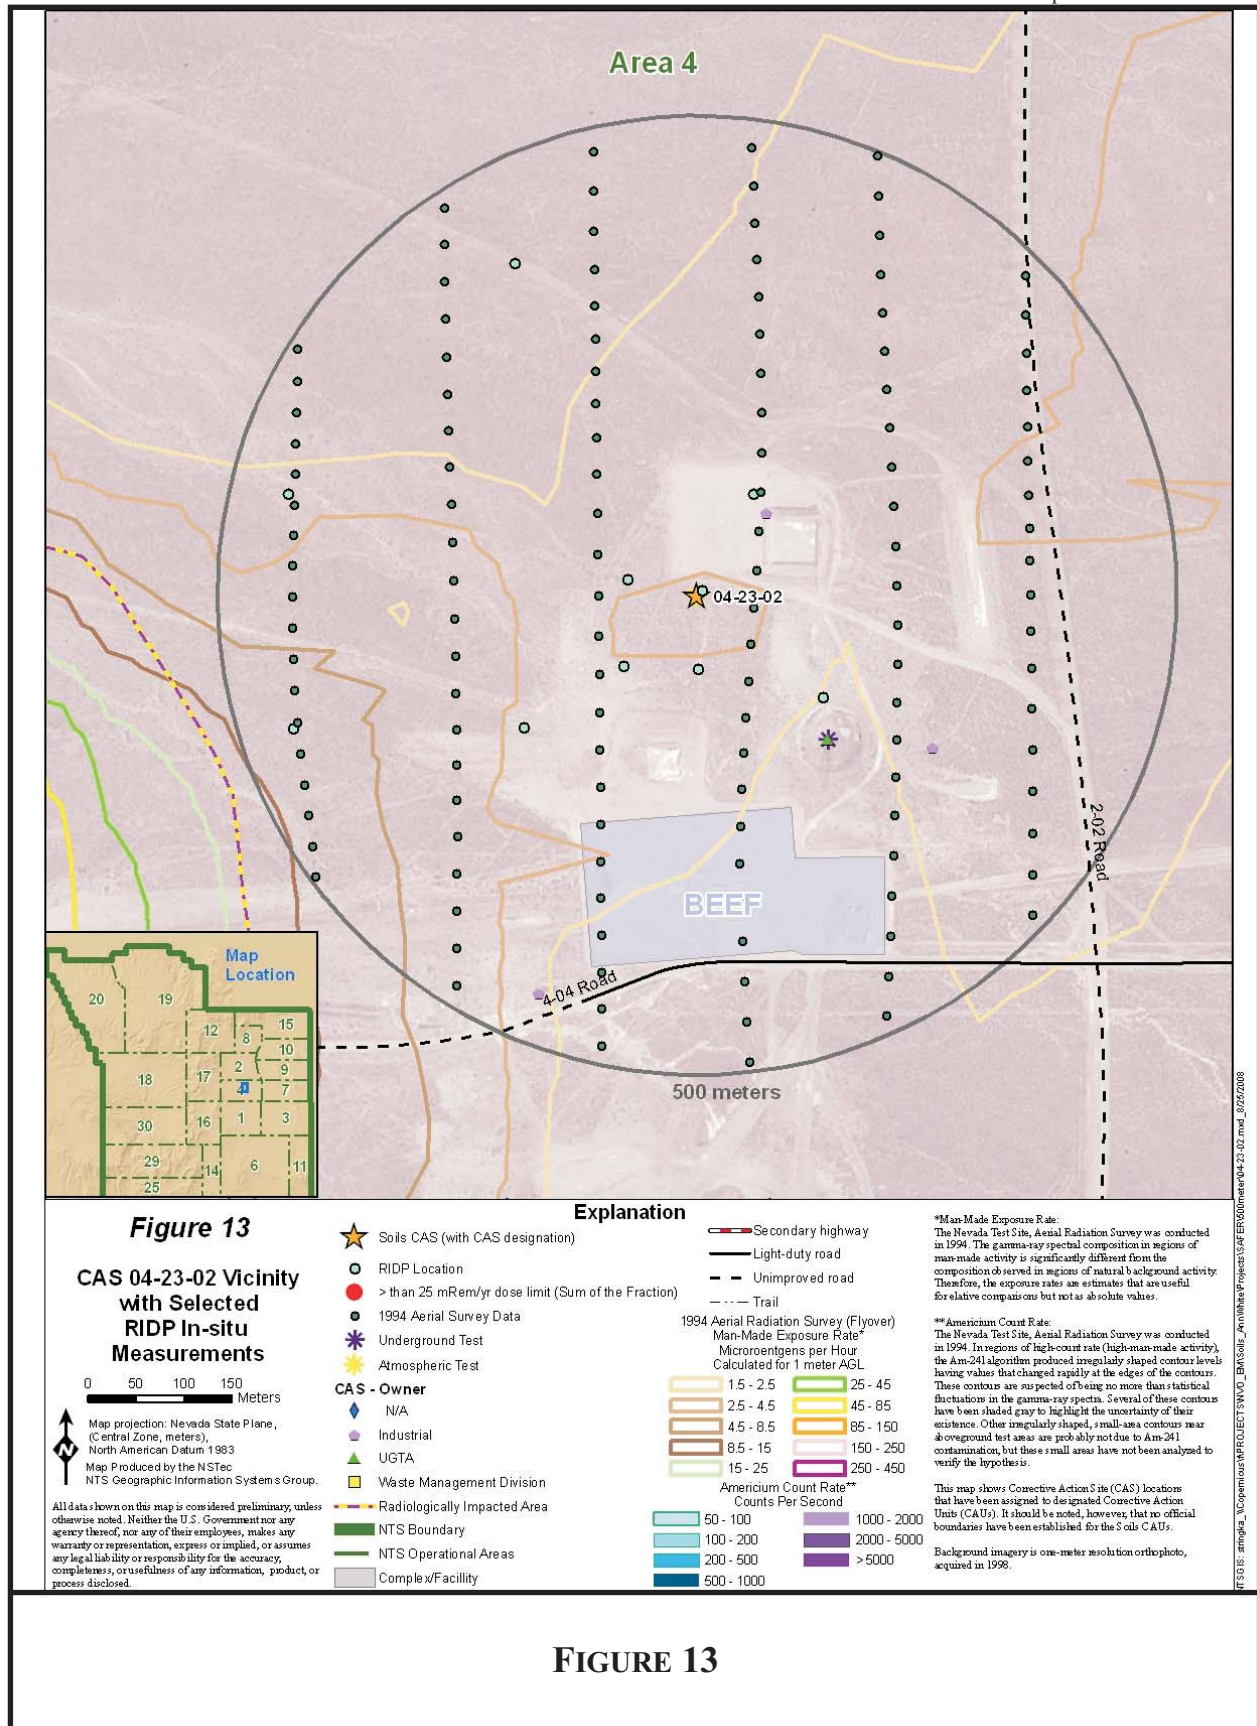 Area 4
04-23-02
2-02 Road
BEEF
4-04 Road
500 meters
Map
Location
20
19
15
12
8
10
2
9
18
17
4
7
30
16
1
3
29
14
6
11
25
Figure 13
CAS 04-23-02 Vicinity
with Selected
RIDP In-situ
Measurements
0 50 100 150
Meters
N
Map projection: Nevada State Plane,
(Central Zone, meters),
North American Datum 1983
Map Produced by the NSTec
NTS Geographic Information Systems Group.
All data shown on this map is considered preliminary, unless
otherwise noted. Neither the U.S. Government nor any
agency thereof, nor any of their employees, makes any
warranty or representation, express or implied, or assumes
any legal liability or responsibility for the accuracy,
completeness, or usefulness of any information, product, or
process disclosed.
Explanation
Soils CAS (with CAS designation)
RIDP Location
> than 25 mRem/yr dose limit (Sum of the Fraction)
1994 Aerial Survey Data
Underground Test
Atmospheric Test
CAS - Owner
N/A
Industrial
UGTA
Waste Management Division
Radiologically Impacted Area
NTS Boundary
NTS Operational Areas
Complex/Facillity
Secondary highway
Light-duty road
Unimproved road
Trail
1994 Aerial Radiation Survey (Flyover)
Man-Made Exposure Rate*
Microroentgens per Hour
Calculated for 1 meter AGL
1.5 - 2.5
2.5 - 4.5
4.5 - 8.5
8.5 - 15
15 - 25
25 - 45
45 - 85
85 - 150
150 - 250
250 - 450
Americium Count Rate**
Counts Per Second
50 - 100
100 - 200
200 - 500
500 - 1000
1000 - 2000
2000 - 5000
>5000
*Man-Made Exposure Rate:
The Nevada Test Site, Aerial Radiation Survey was conducted
in 1994. The gamma-ray spectral composition in regions of
man-made activity is significantly different from the
composition observed in regions of natural background activity.
Therefore, the exposure rates are estimates that are useful
for relative comparisons but not as absolute values.
**Americium Count Rate:
The Nevada Test Site, Aerial Radiation Survey was conducted
in 1994. In regions of high-count rate (high-man-made activity),
the Am-241 algorithm produced irregularly shaped contour levels
having values that changed rapidly at the edges of the contours.
These contours are suspected of being no more than statistical
fluctuations in the gamma-ray spectra. Several of these contours
have been shaded gray to highlight the uncertainty of their
existence. Other irregularly shaped, small-area contours near
aboveground test areas are probably not due to Am-241
contamination, but these small areas have not been analyzed to
verify the hypothesis.
This map shows Corrective Action Site (CAS) locations
that have been assigned to designated Corrective Action
Units (CAUs). It should be noted, however, that no official
boundaries have been established for the Soils CAUs.
Background imagery is one-meter resolution orthophoto,
acquired in 1998.
FIGURE 13